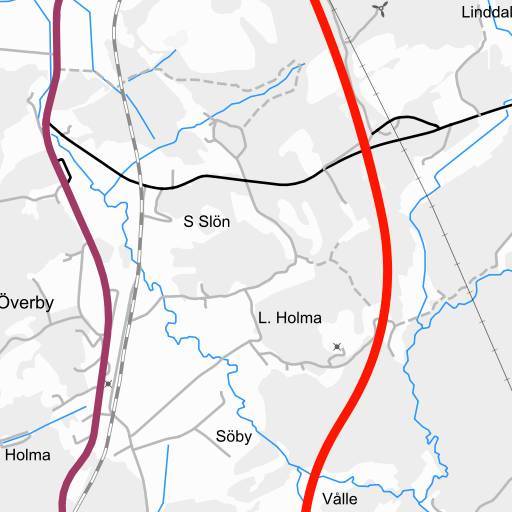 Linddal
S Slön
Överby
L. Holma
Söby
Holma
Välle